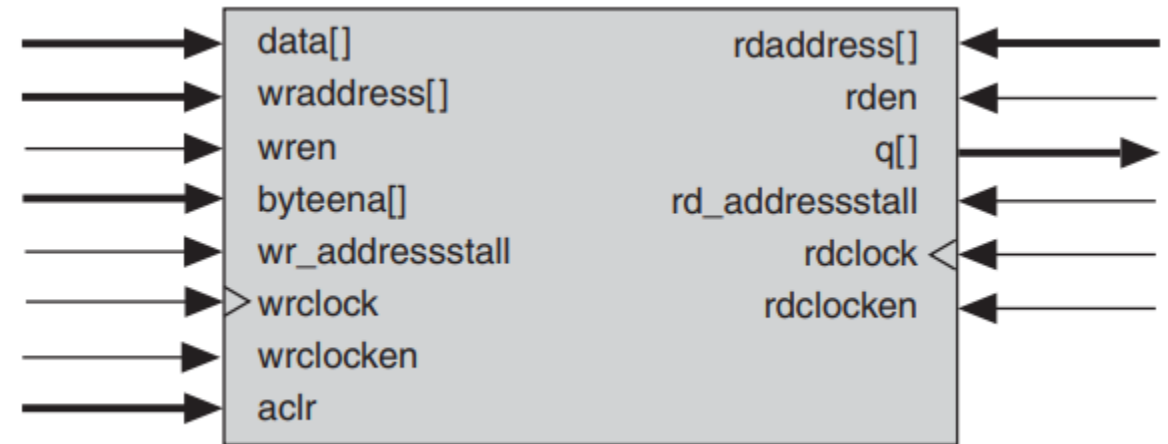 data[]
wraddress[]
wren
byteena[]
wr_addressstall
wrclock
wrclocken
aclr
rdaddress[]
rden
q[]
rd_addressstall
rdclock
rdclocken